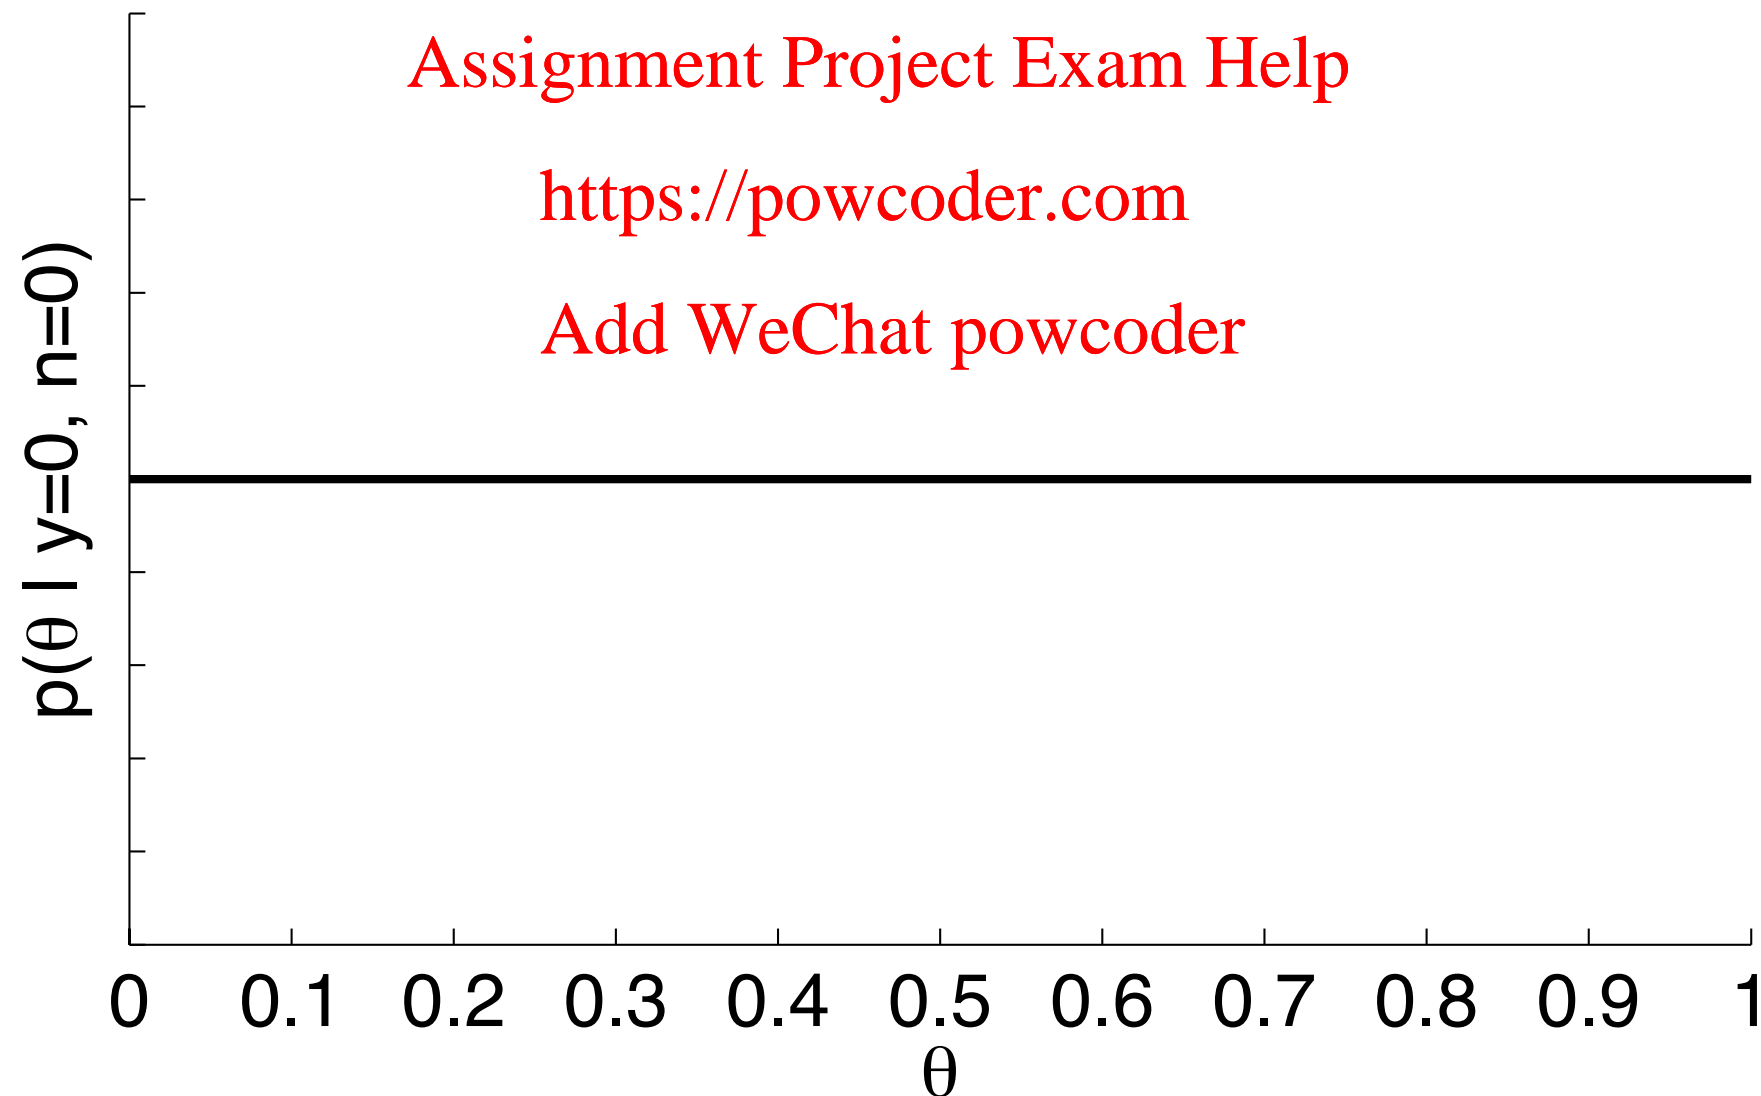 Assignment Project Exam Help
https://powcoder.com
Add WeChat powcoder
p(θ | y=0, n=0)
0 0.1 0.2 0.3 0.4 0.5 0.6 0.7 0.8 0.9 1
θ